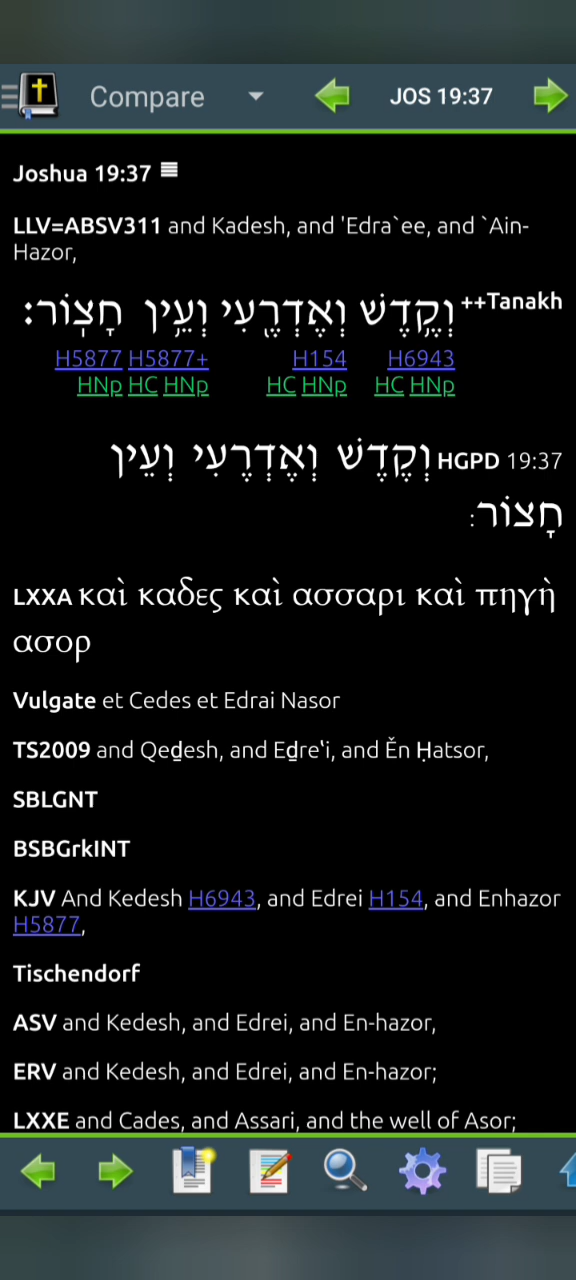 Compare
JOS 19:37
Joshua 19:37
LLV=ABSV311 and Kadesh, and 'Edra`ee, and `Ain-
Hazor,
++Tanakh וְקֶ֥דֶשׁ וְאֶדְרֶ֖עִי וְעֵ֥ין חָצֽוֹר׃
H5877 H5877+ H154 H6943
HNp HC HNp HC HNp HC HNp
HGPD 19:37 וְקֶדֶשׁ וְאֶדְרֶעִי וְעֵין
חָצוֹר׃
LXXA καὶ καδες καὶ ασσαρι καὶ πηγὴ
ασορ
Vulgate et Cedes et Edrai Nasor
TS2009 and Qeḏesh, and Eḏre‛i, and Ěn Ḥatsor,
SBLGNT
BSBGrkINT
KJV And Kedesh H6943, and Edrei H154, and Enhazor
H5877,
Tischendorf
ASV and Kedesh, and Edrei, and En-hazor,
ERV and Kedesh, and Edrei, and En-hazor;
LXXE and Cades, and Assari, and the well of Asor;